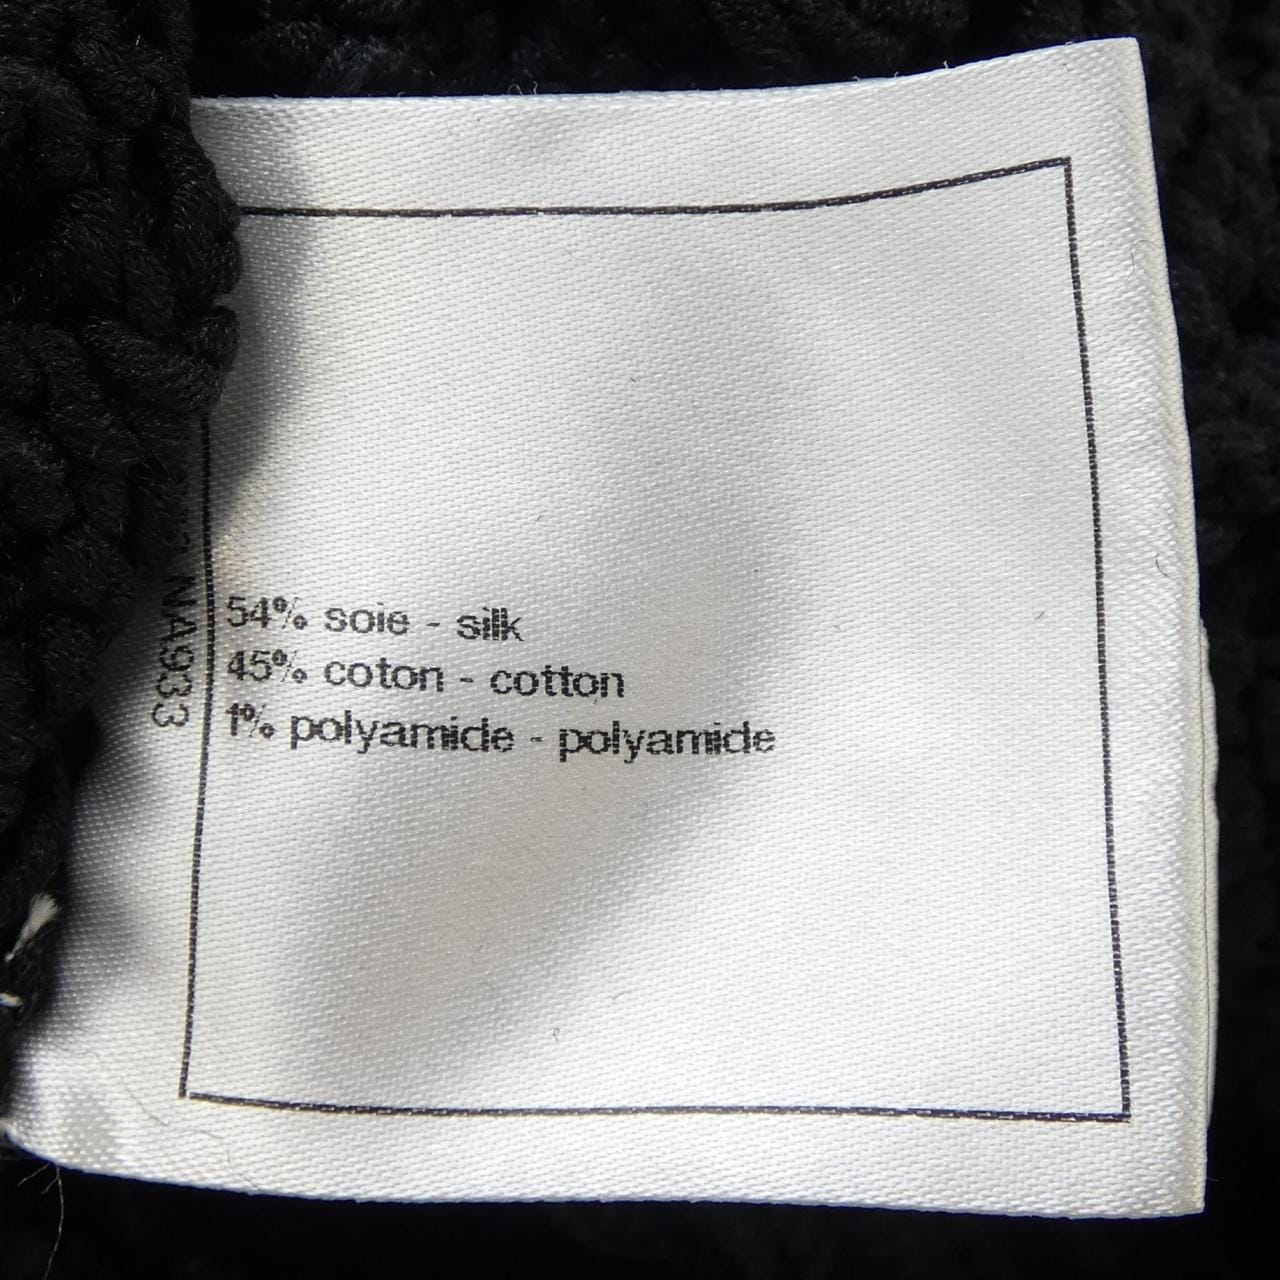 54% soie - silk
45% coton - cotton
1% polyamide - polyamide
NA933